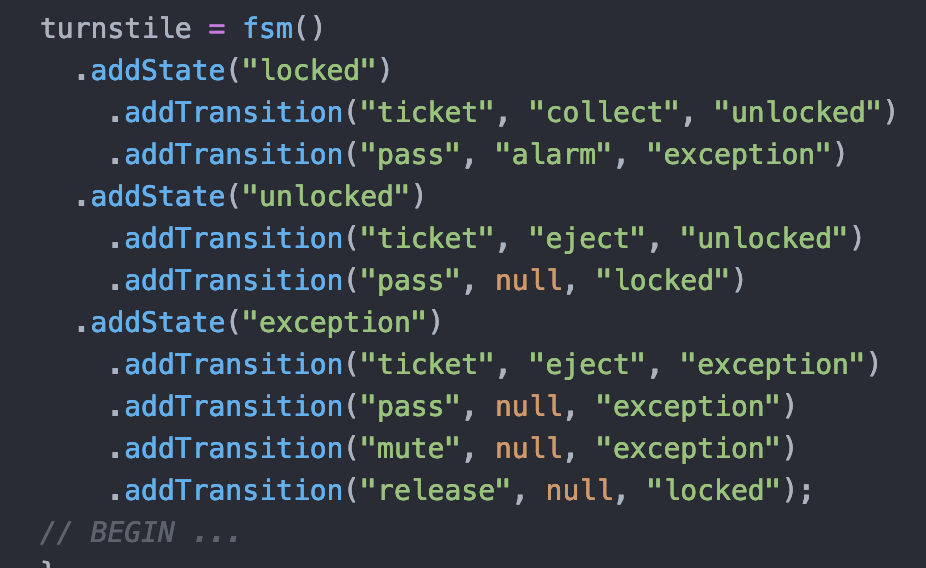 turnstile = fsm()
  .addState("locked")
    .addTransition("ticket", "collect", "unlocked")
    .addTransition("pass", "alarm", "exception")
  .addState("unlocked")
    .addTransition("ticket", "eject", "unlocked")
    .addTransition("pass", null, "locked")
  .addState("exception")
    .addTransition("ticket", "eject", "exception")
    .addTransition("pass", null, "exception")
    .addTransition("mute", null, "exception")
    .addTransition("release", null, "locked");
// BEGIN ...
}